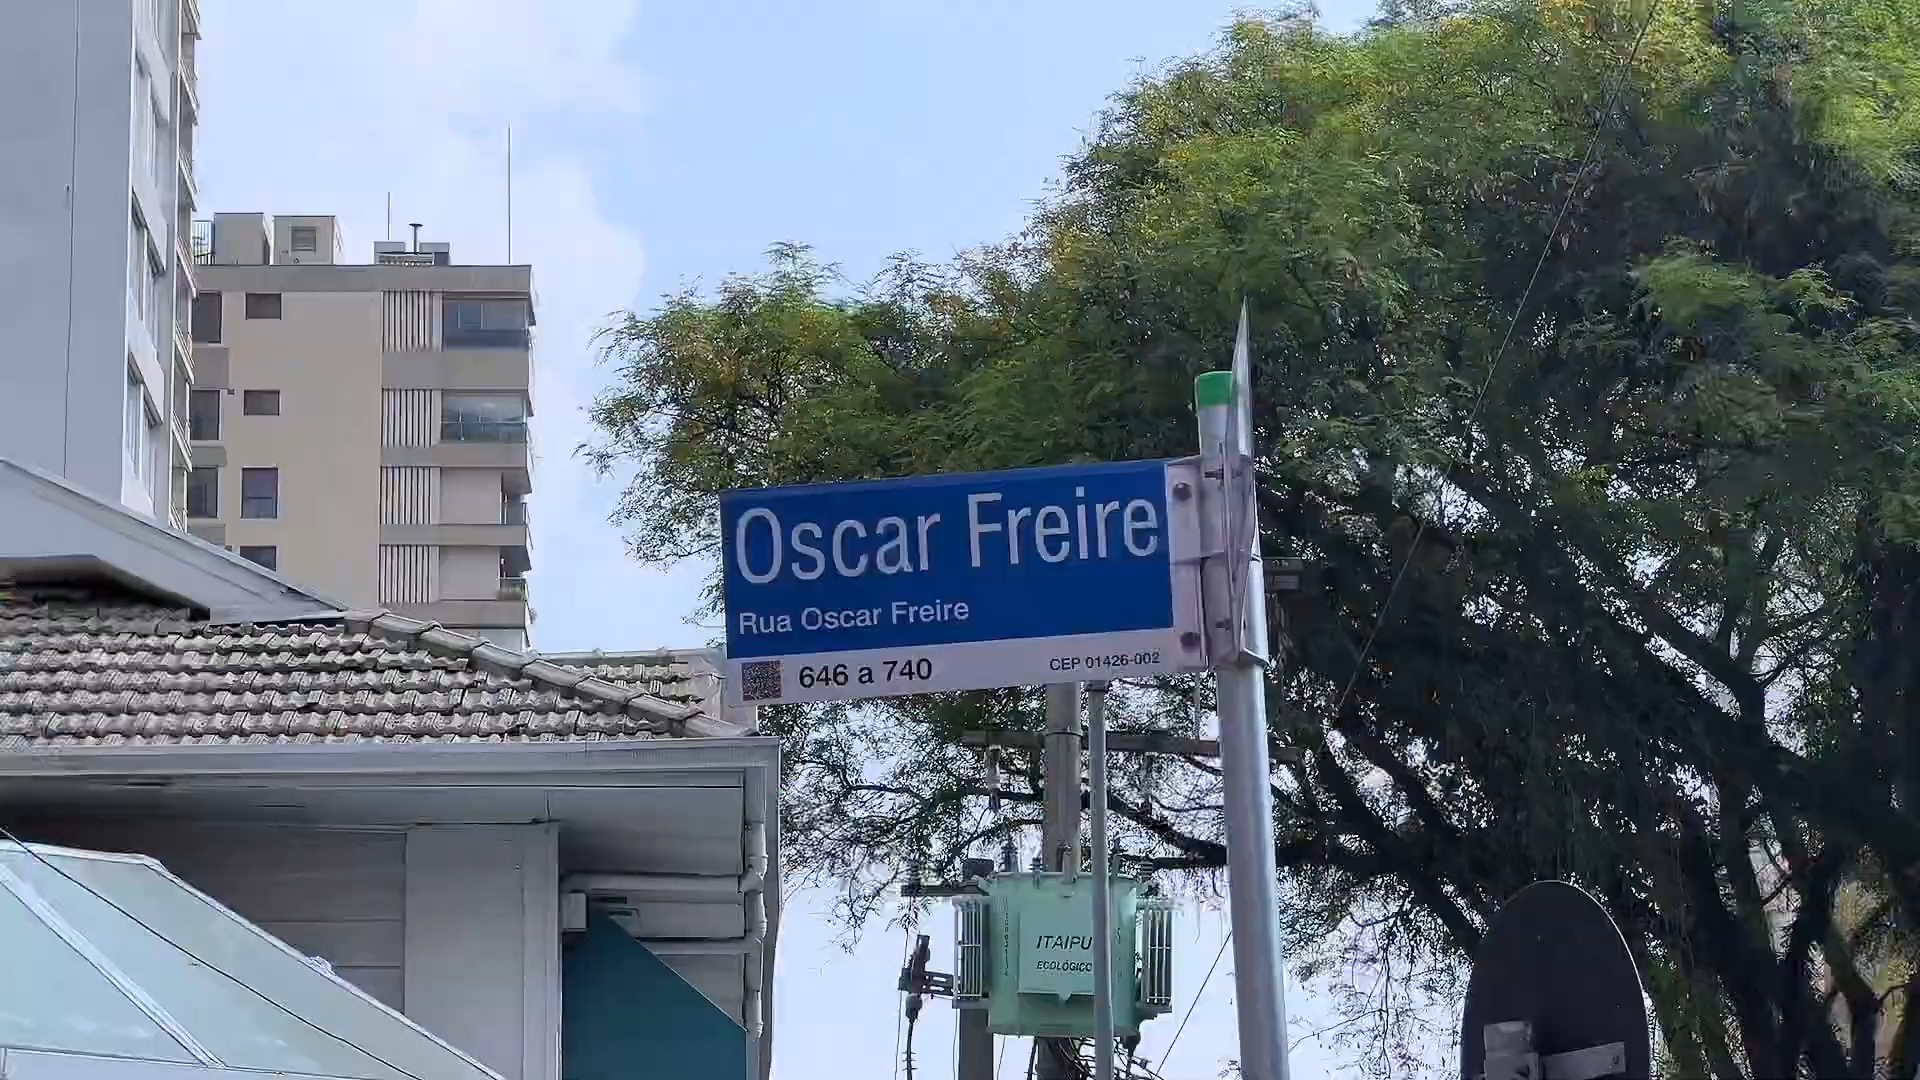 Oscar Freire
Rua Oscar Freire
646 a 740
CEP 01426-002
ITAIPU
ECOLÓGICO